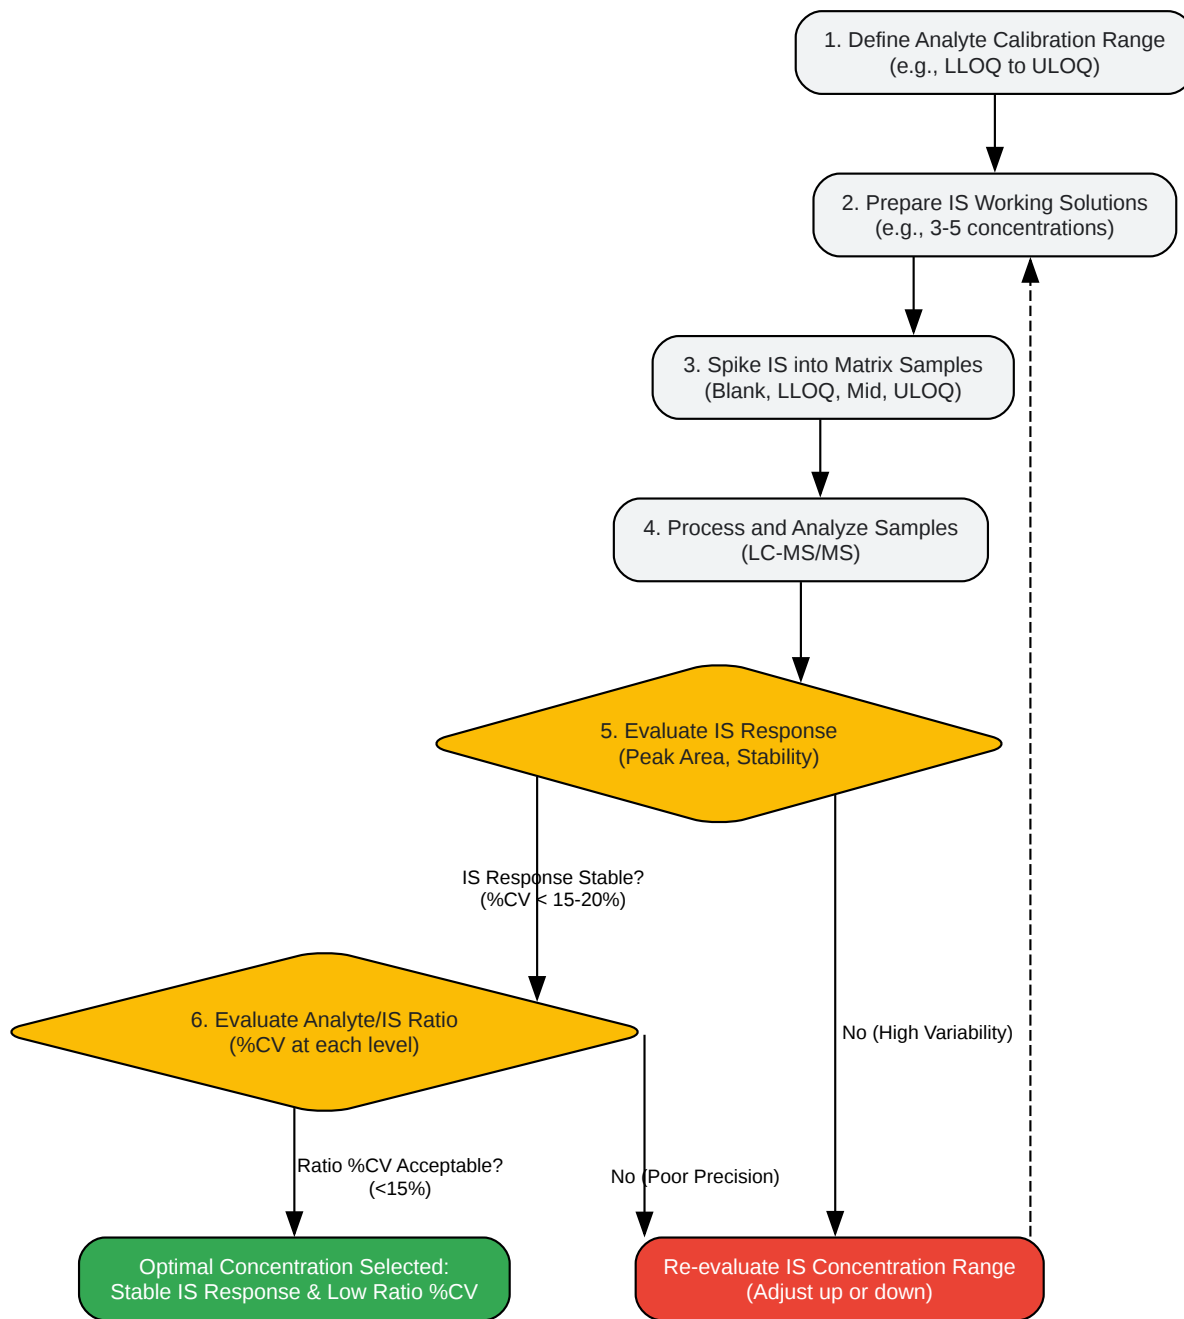 1. Define Analyte Calibration Range
(e.g., LLOQ to ULOQ)
2. Prepare IS Working Solutions
(e.g., 3-5 concentrations)
3. Spike IS into Matrix Samples
(Blank, LLOQ, Mid, ULOQ)
4. Process and Analyze Samples
(LC-MS/MS)
5. Evaluate IS Response
(Peak Area, Stability)
IS Response Stable?
(%CV < 15-20%)
6. Evaluate Analyte/IS Ratio
(%CV at each level)
No (High Variability)
Ratio %CV Acceptable?
(<15%)
No (Poor Precision)
Optimal Concentration Selected:
Stable IS Response & Low Ratio %CV
Re-evaluate IS Concentration Range
(Adjust up or down)